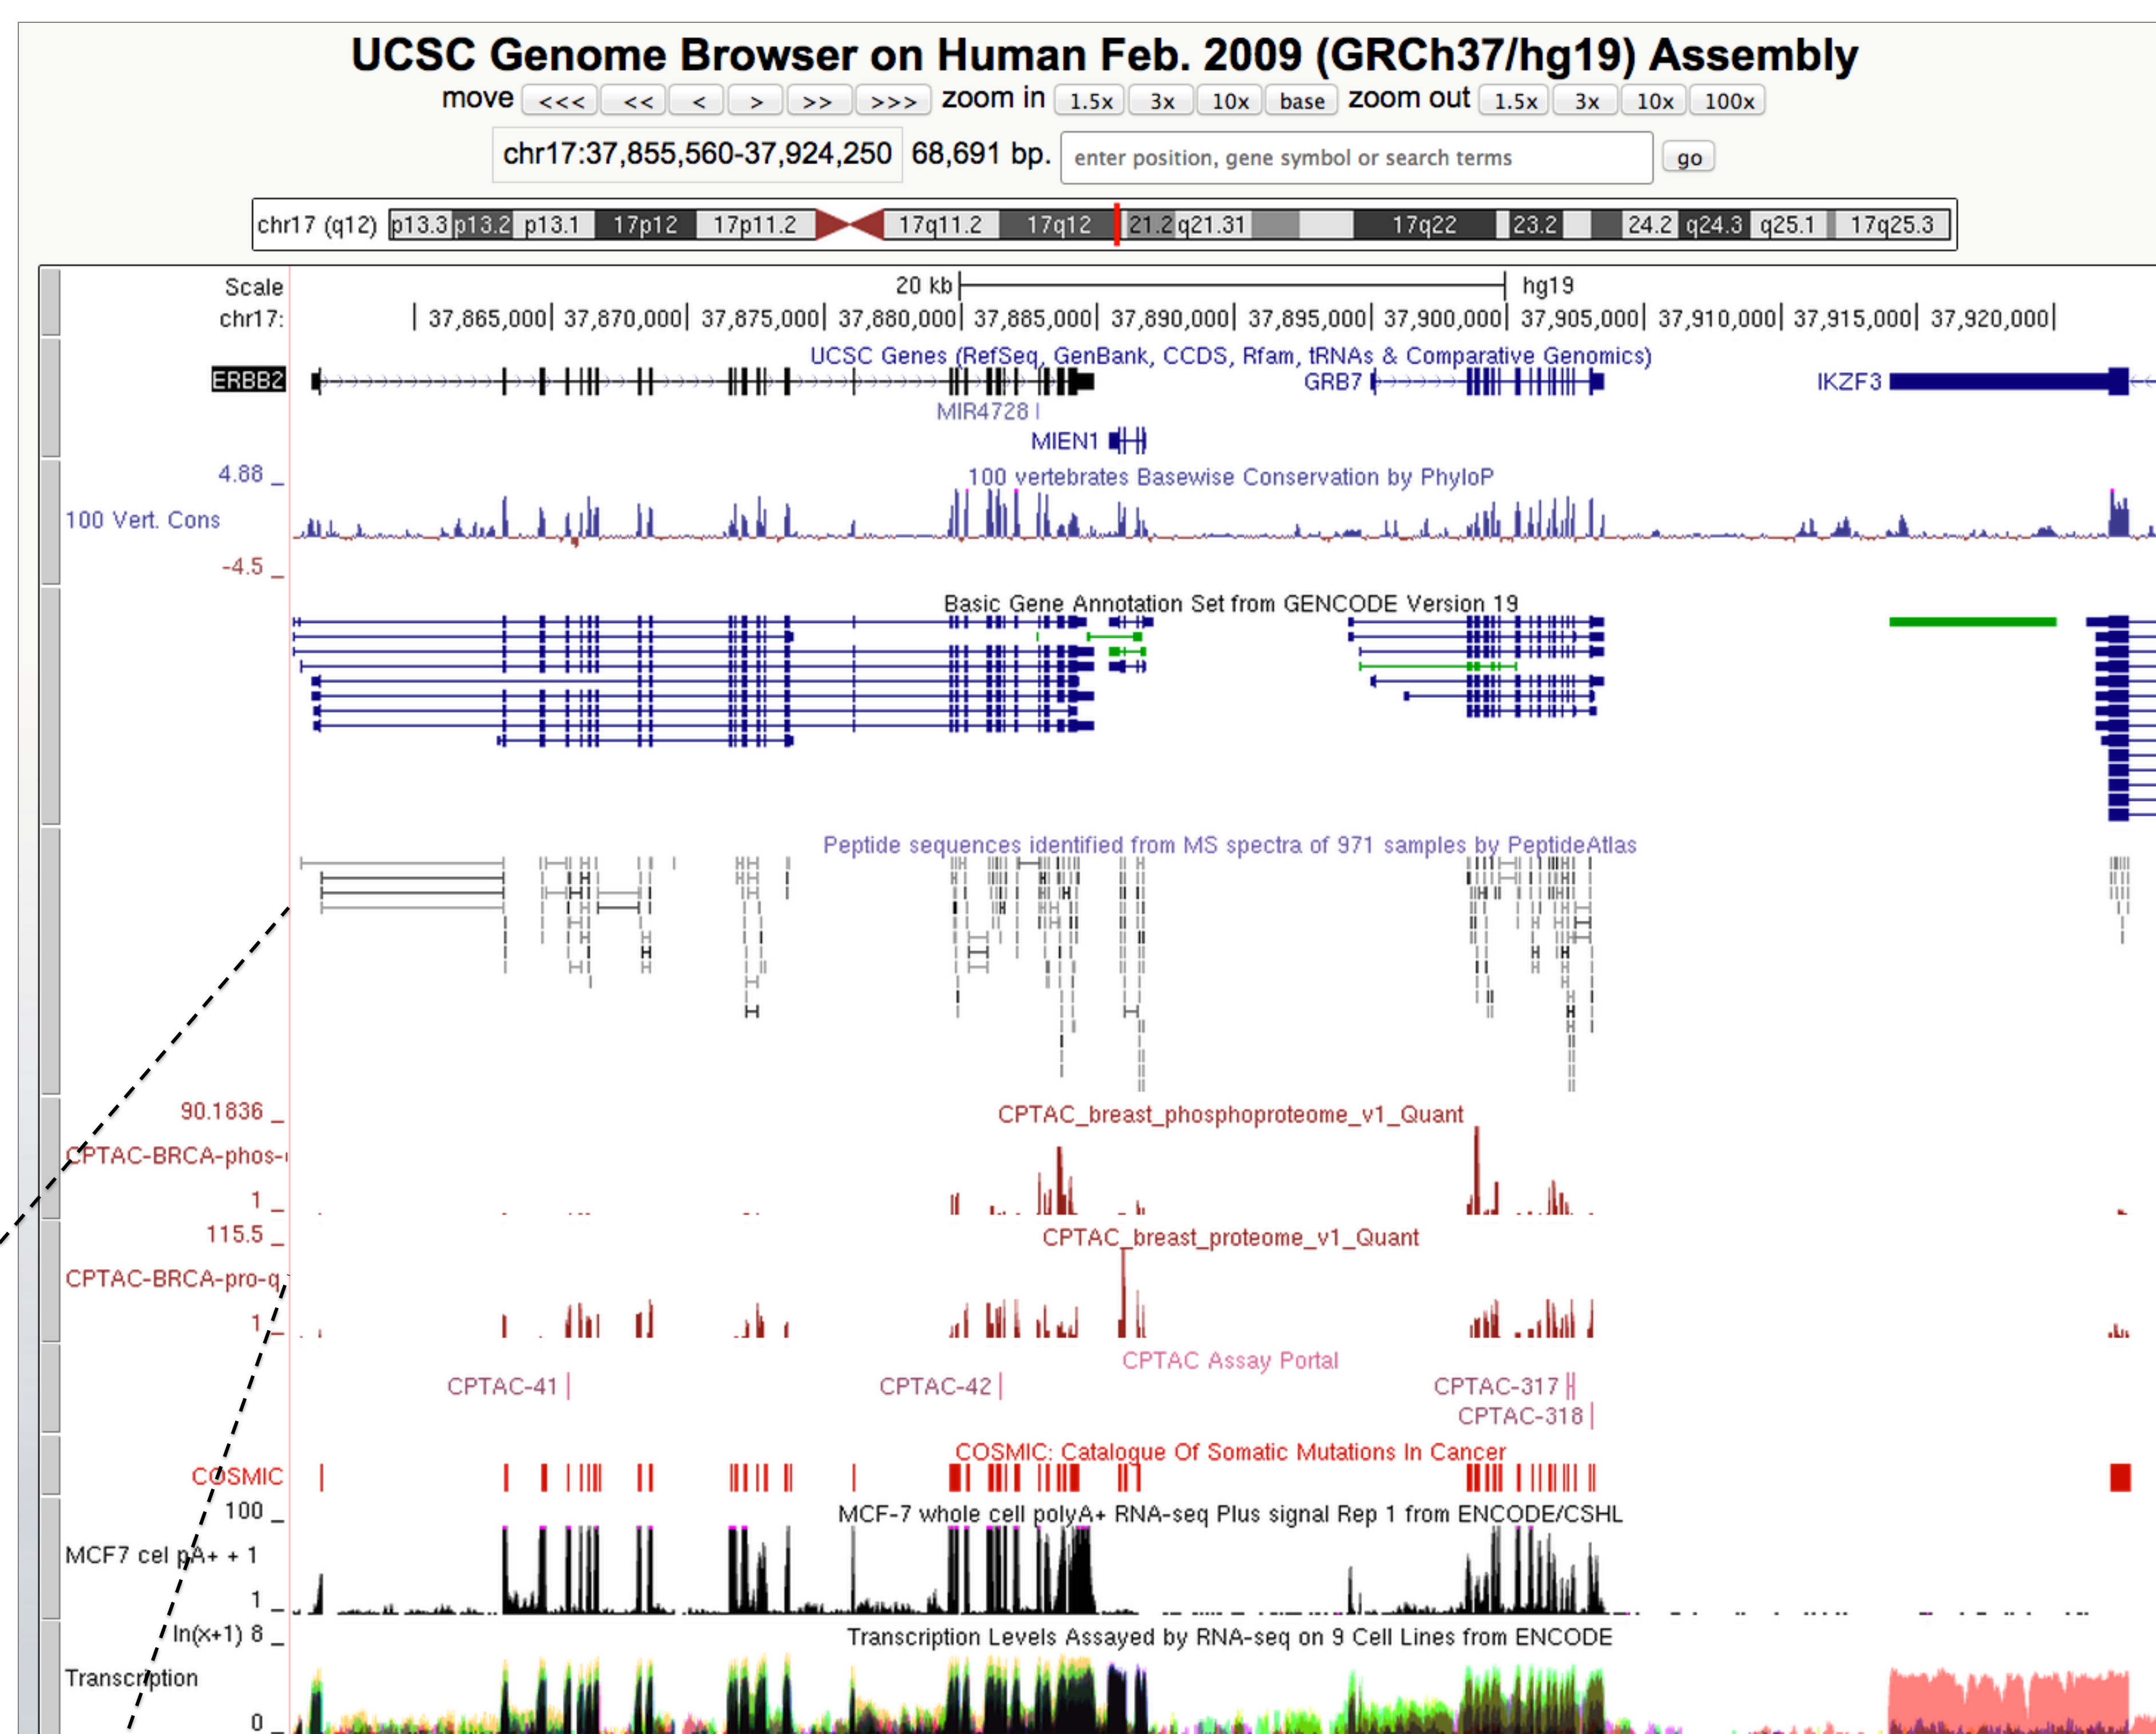 UCSC Genome Browser on Human Feb. 2009 (GRCh37/hg19) Assembly
move <<< << < > >> >>> zoom in 1.5x 3x 10x base zoom out 1.5x 3x 10x 100x
chr17:37,855,560-37,924,250 68,691 bp. enter position, gene symbol or search terms go
chr17 (q12) p13.3 p13.2 p13.1 17p12 17p11.2 17q11.2 17q12 21.2 q21.31 17q22 23.2 24.2 q24.3 q25.1 17q25.3
Scale 20 kb hg19
chr17: 37,865,000 37,870,000 37,875,000 37,880,000 37,885,000 37,890,000 37,895,000 37,900,000 37,905,000 37,910,000 37,915,000 37,920,000
UCSC Genes (RefSeq, GenBank, CCDS, Rfam, tRNAs & Comparative Genomics)
ERBB2 GRB7 IKZF3
MIR4728
MIEN1
4.88 100 vertebrates Basewise Conservation by PhyloP
100 Vert. Cons
-4.5
Basic Gene Annotation Set from GENCODE Version 19
Peptide sequences identified from MS spectra of 971 samples by PeptideAtlas
90.1836 CPTAC_breast_phosphoproteome_v1_Quant
CPTAC-BRCA-phos-
1
115.5 CPTAC_breast_proteome_v1_Quant
CPTAC-BRCA-pro-q
1
CPTAC Assay Portal
CPTAC-41 CPTAC-42 CPTAC-317
CPTAC-318
COSMIC: Catalogue Of Somatic Mutations In Cancer
COSMIC
100 MCF-7 whole cell polyA+ RNA-seq Plus signal Rep 1 from ENCODE/CSHL
MCF7 cel pA+ + 1
1
ln(x+1) 8 Transcription Levels Assayed by RNA-seq on 9 Cell Lines from ENCODE
Transcription
0